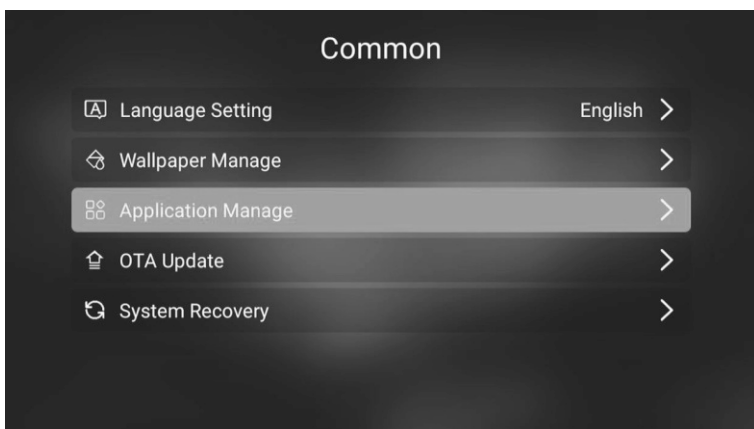 Common
Language Setting English
Wallpaper Manage
Application Manage
OTA Update
System Recovery